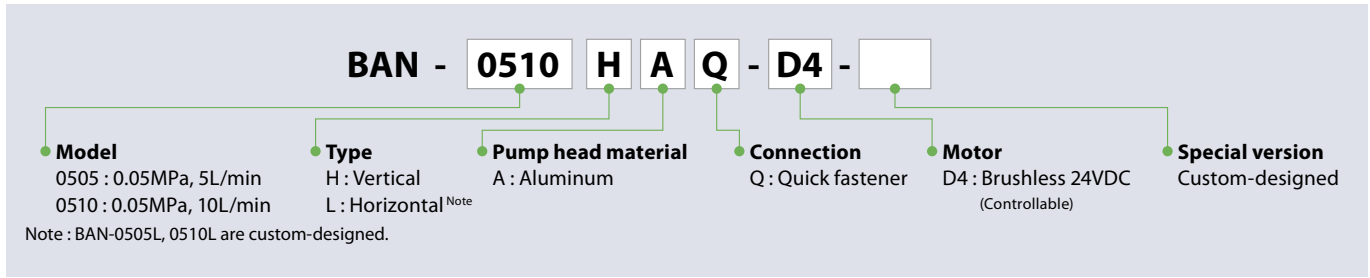 BAN - 0510 H A Q - D4 -
Model
0505 : 0.05MPa, 5L/min
0510 : 0.05MPa, 10L/min
Type
H : Vertical
L : Horizontal Note
Pump head material
A : Aluminum
Connection
Q : Quick fastener
Motor
D4 : Brushless 24VDC
(Controllable)
Special version
Custom-designed
Note : BAN-0505L, 0510L are custom-designed.